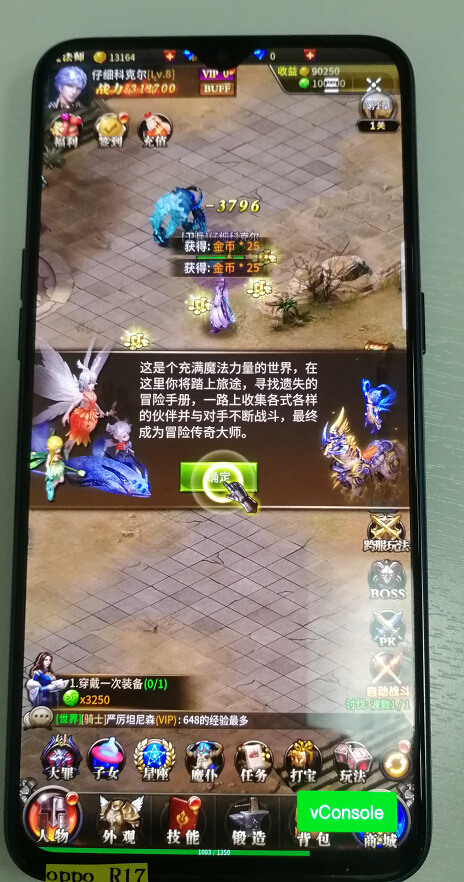 法师 13164 0
仔细科克尔[Lv.8] VIP 0 收益 90250
战力:314700 BUFF
福利 签到 充值 1关
-3796
[卫兵]仔细科克尔
获得:金币*25
获得:金币*25
这是个充满魔法力量的世界，在
这里你将踏上旅途，寻找遗失的
冒险手册，一路上收集各式各样
的伙伴并与对手不断战斗，最终
成为冒险传奇大师。
确定
跨服玩法
BOSS
PK
自动战斗
1.穿戴一次装备(0/1)
x3250
[世界][骑士]严厉坦尼森(VIP):648的经验最多
大罪 子女 星座 魔仆 任务 打宝 玩法
vConsole
人物 外观 技能 锻造 背包 商城
1003 / 1350
oppo R17